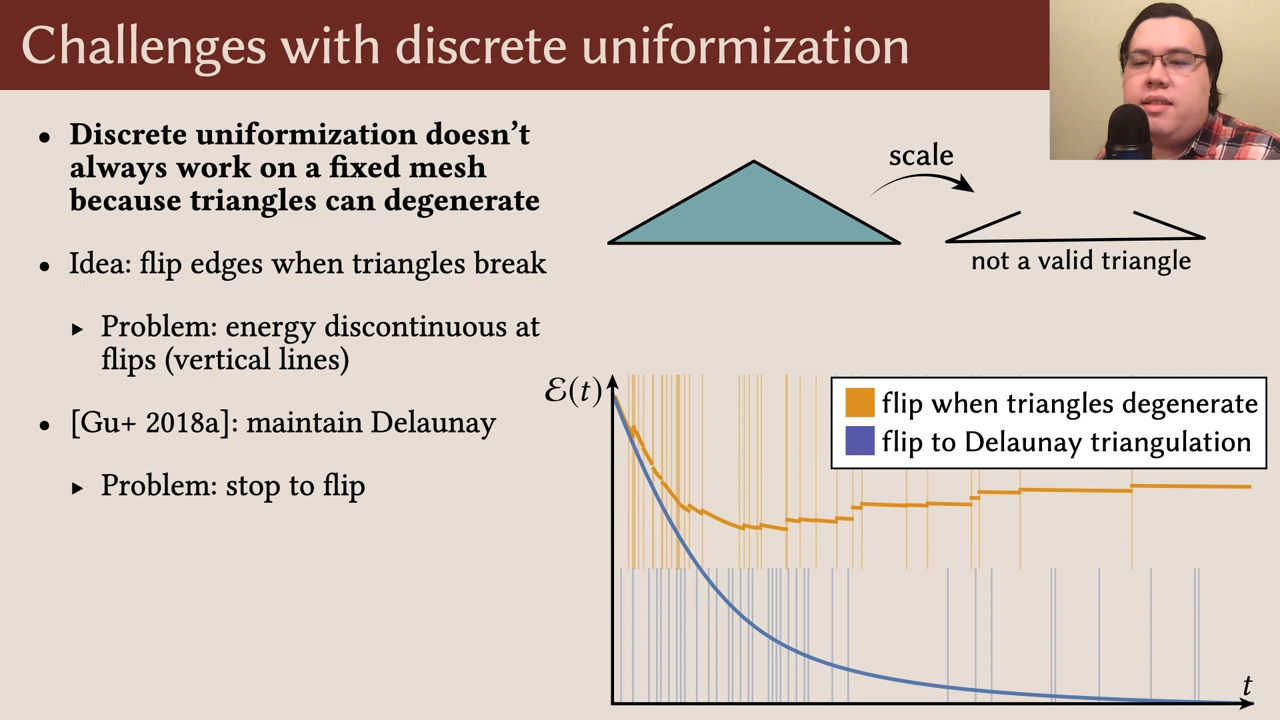 Challenges with discrete uniformization
• Discrete uniformization doesn’t
always work on a fixed mesh
because triangles can degenerate
• Idea: flip edges when triangles break
▸ Problem: energy discontinuous at
flips (vertical lines)
• [Gu+ 2018a]: maintain Delaunay
▸ Problem: stop to flip
scale
not a valid triangle
ℰ(t)
flip when triangles degenerate
flip to Delaunay triangulation
t